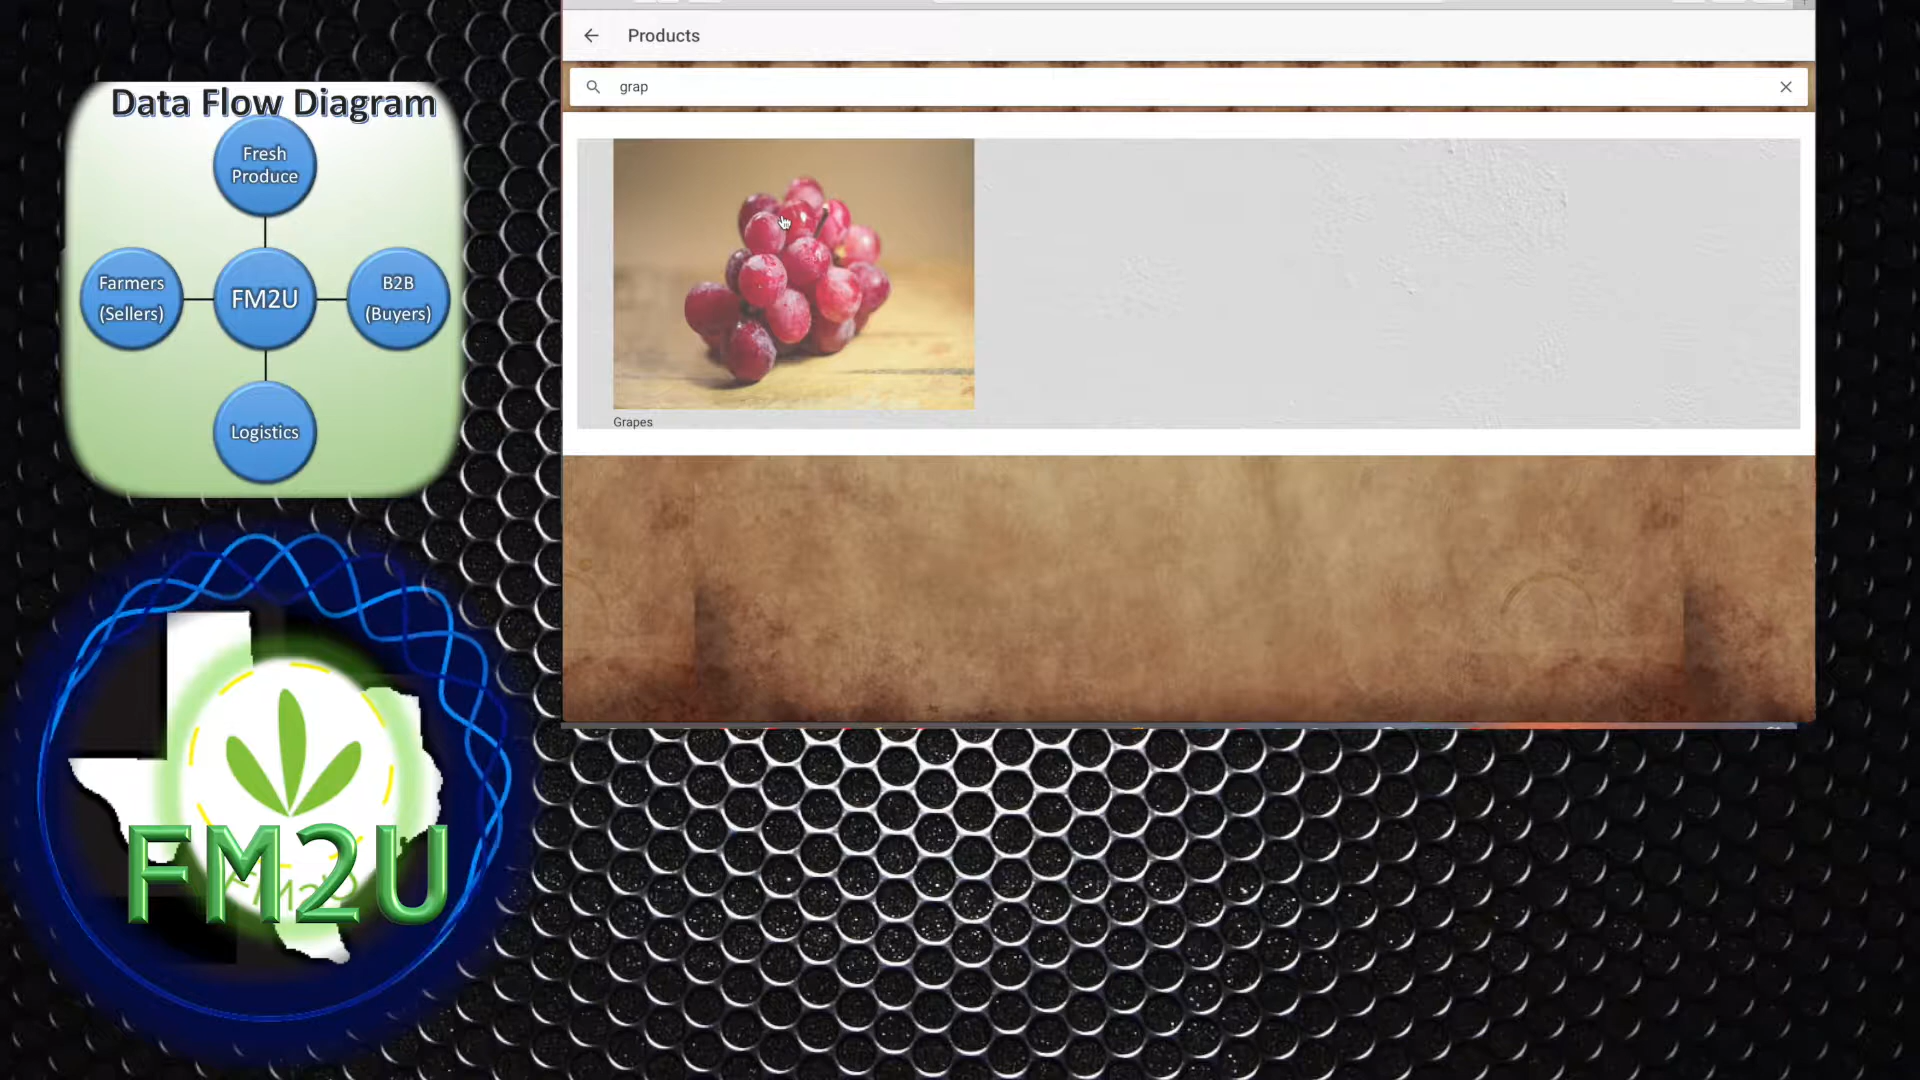 Data Flow Diagram
Fresh
Produce
Farmers
(Sellers)
FM2U
B2B
(Buyers)
Logistics
FM2U
Products
grap
Grapes